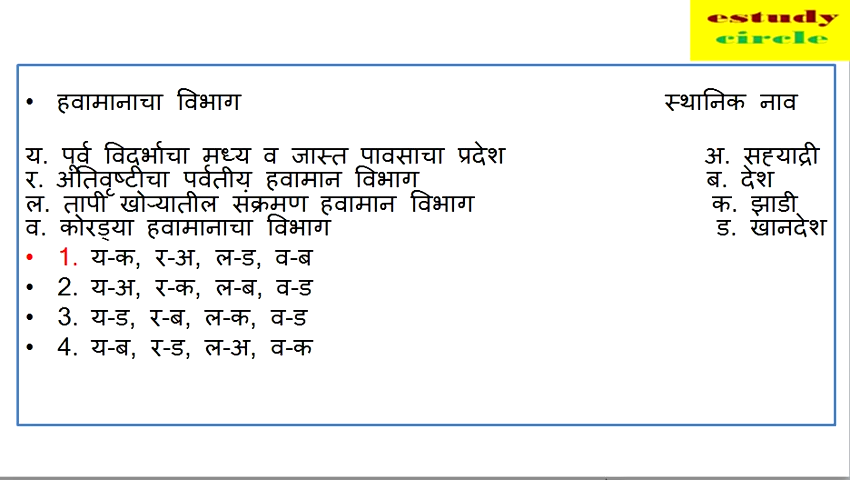 estudy
circle
• हवामानाचा विभाग स्थानिक नाव
य. पूर्व विदर्भाचा मध्य व जास्त पावसाचा प्रदेश अ. सह्याद्री
र. अतिवृष्टीचा पर्वतीय हवामान विभाग ब. देश
ल. तापी खोऱ्यातील संक्रमण हवामान विभाग क. झाडी
व. कोरड्या हवामानाचा विभाग ड. खानदेश
• 1. य-क, र-अ, ल-ड, व-ब
• 2. य-अ, र-क, ल-ब, व-ड
• 3. य-ड, र-ब, ल-क, व-ड
• 4. य-ब, र-ड, ल-अ, व-क